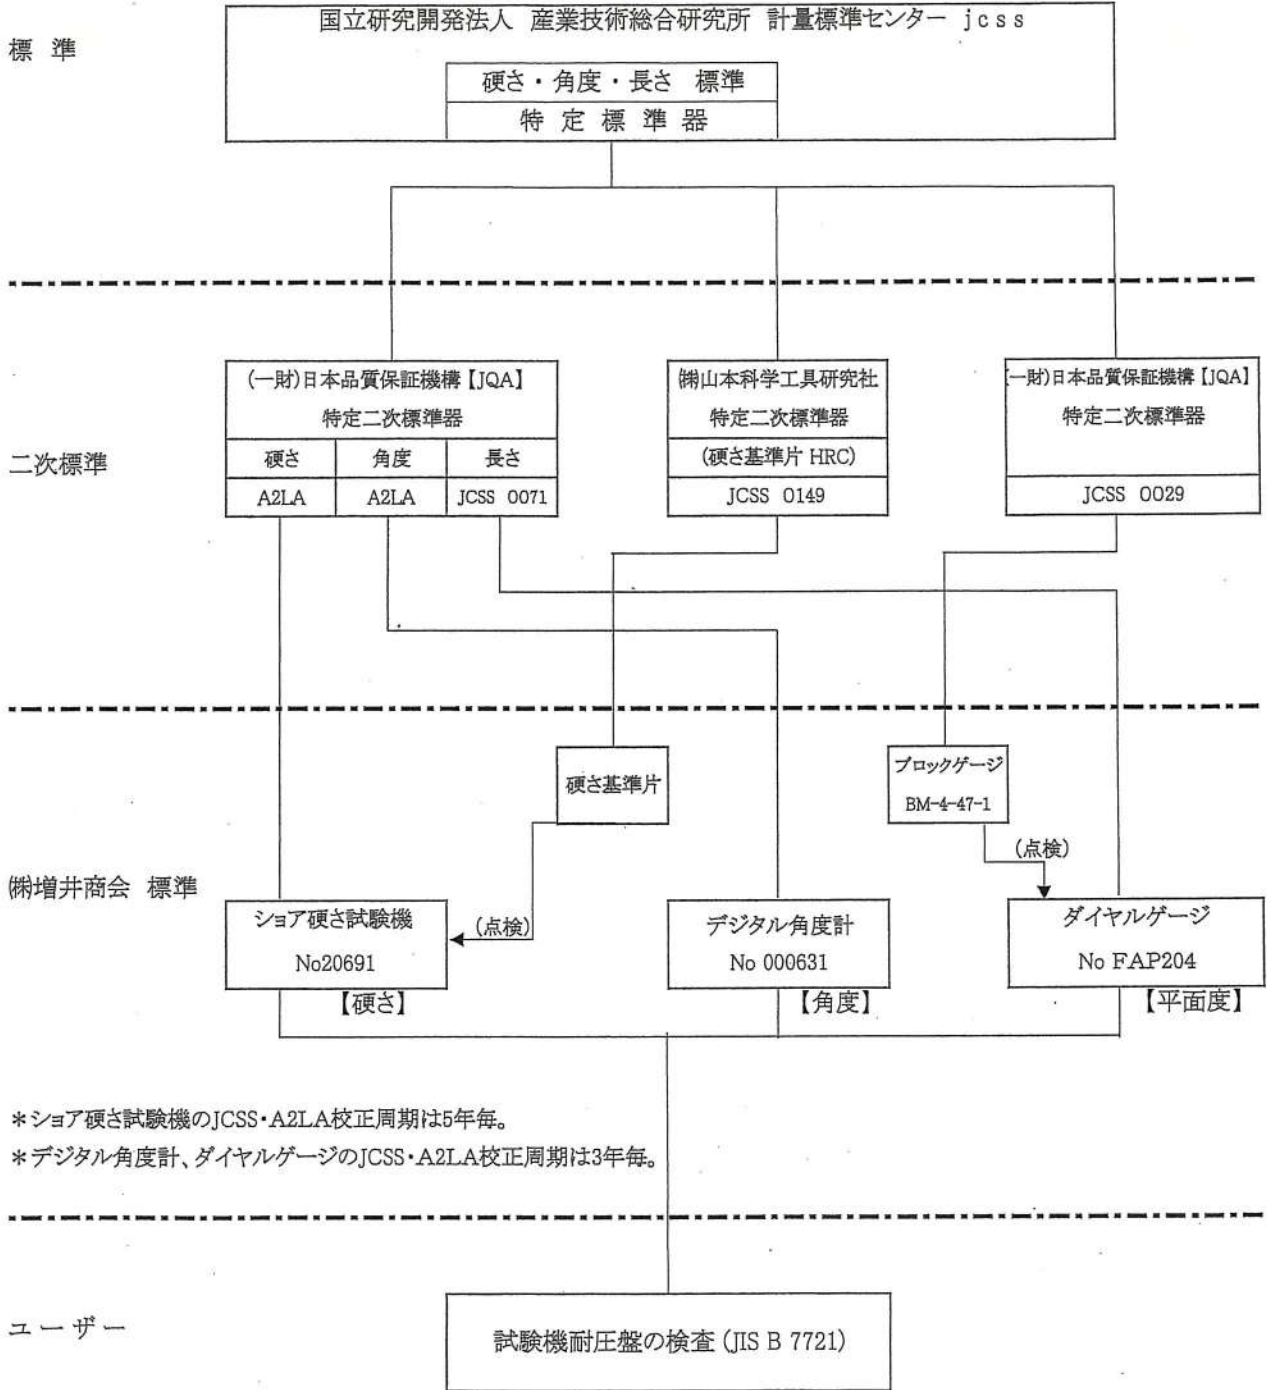 国立研究開発法人 産業技術総合研究所 計量標準センター jcss
標 準
硬さ・角度・長さ 標準
特 定 標 準 器
(一財)日本品質保証機構【JQA】
特定二次標準器
硬さ 角度 長さ
A2LA A2LA JCSS 0071
㈱山本科学工具研究社
特定二次標準器
(硬さ基準片 HRC)
JCSS 0149
(一財)日本品質保証機構【JQA】
特定二次標準器
JCSS 0029
二次標準
硬さ基準片
ブロックゲージ
BM-4-47-1
(点検)
㈱増井商会 標準
ショア硬さ試験機
No20691
(点検)
【硬さ】
デジタル角度計
No 000631
【角度】
ダイヤルゲージ
No FAP204
【平面度】
*ショア硬さ試験機のJCSS・A2LA校正周期は5年毎。
*デジタル角度計、ダイヤルゲージのJCSS・A2LA校正周期は3年毎。
ユーザー
試験機耐圧盤の検査(JIS B 7721)